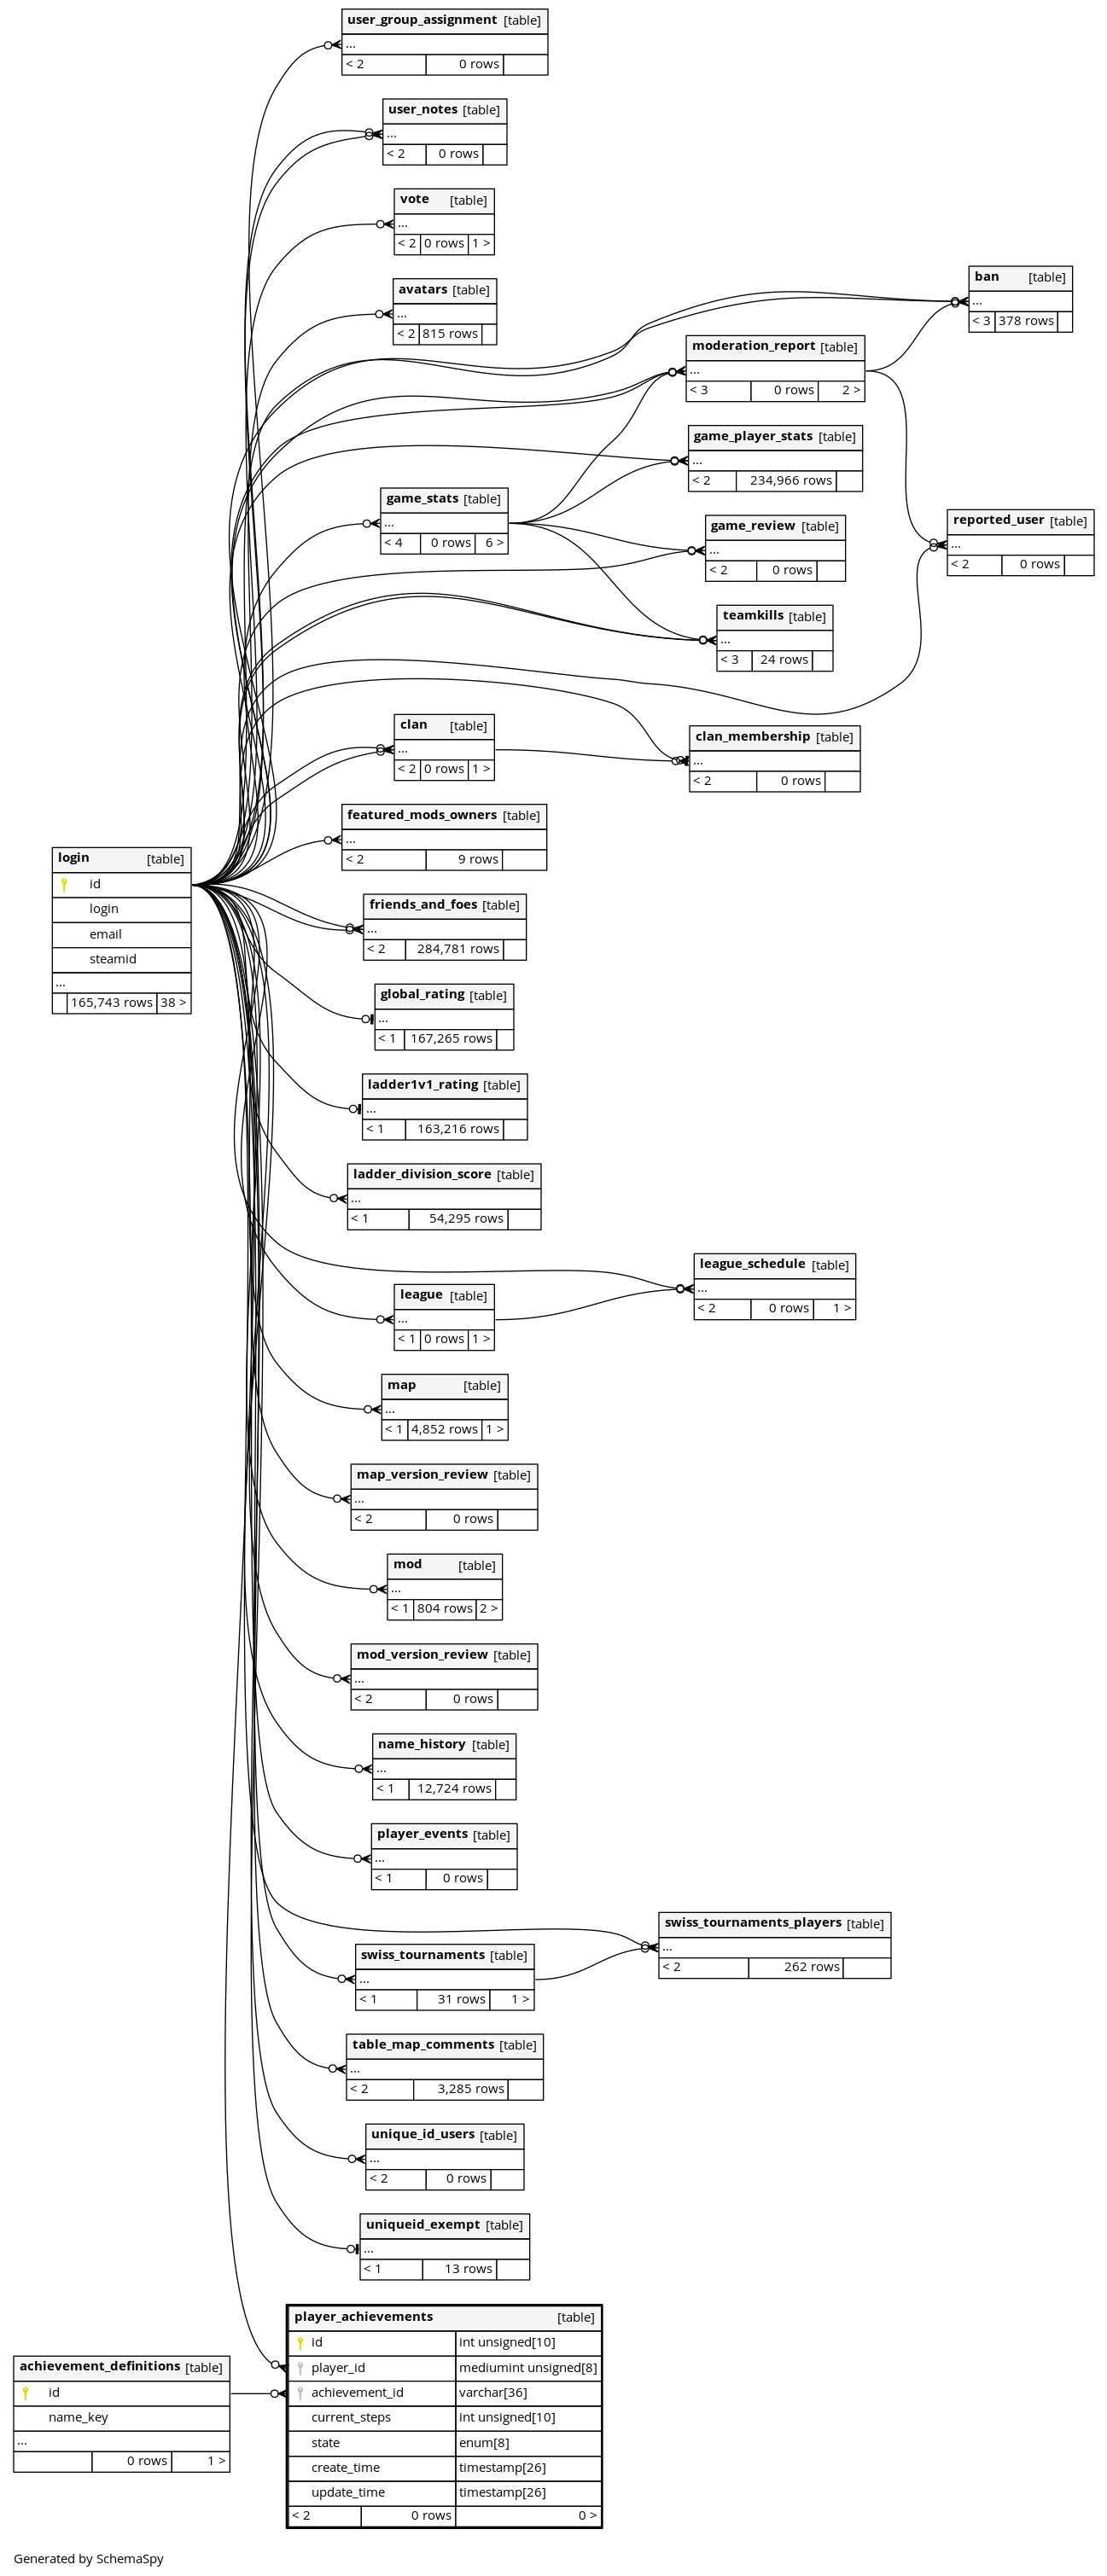 user_group_assignment [table]
...
< 2 0 rows
user_notes [table]
...
< 2 0 rows
vote [table]
...
< 2 0 rows 1 >
avatars [table]
...
< 2 815 rows
ban [table]
...
< 3 378 rows
moderation_report [table]
...
< 3 0 rows 2 >
game_player_stats [table]
...
< 2 234,966 rows
game_stats [table]
...
< 4 0 rows 6 >
game_review [table]
...
< 2 0 rows
reported_user [table]
...
< 2 0 rows
teamkills [table]
...
< 3 24 rows
clan [table]
...
< 2 0 rows 1 >
clan_membership [table]
...
< 2 0 rows
featured_mods_owners [table]
...
< 2 9 rows
login [table]
id
login
email
steamid
...
165,743 rows 38 >
friends_and_foes [table]
...
< 2 284,781 rows
global_rating [table]
...
< 1 167,265 rows
ladder1v1_rating [table]
...
< 1 163,216 rows
ladder_division_score [table]
...
< 1 54,295 rows
league_schedule [table]
...
< 2 0 rows 1 >
league [table]
...
< 1 0 rows 1 >
map [table]
...
< 1 4,852 rows 1 >
map_version_review [table]
...
< 2 0 rows
mod [table]
...
< 1 804 rows 2 >
mod_version_review [table]
...
< 2 0 rows
name_history [table]
...
< 1 12,724 rows
player_events [table]
...
< 1 0 rows
swiss_tournaments_players [table]
...
< 2 262 rows
swiss_tournaments [table]
...
< 1 31 rows 1 >
table_map_comments [table]
...
< 2 3,285 rows
unique_id_users [table]
...
< 2 0 rows
uniqueid_exempt [table]
...
< 1 13 rows
player_achievements [table]
id int unsigned[10]
player_id mediumint unsigned[8]
achievement_id varchar[36]
current_steps int unsigned[10]
state enum[8]
create_time timestamp[26]
update_time timestamp[26]
< 2 0 rows 0 >
achievement_definitions [table]
id
name_key
...
0 rows 1 >
Generated by SchemaSpy